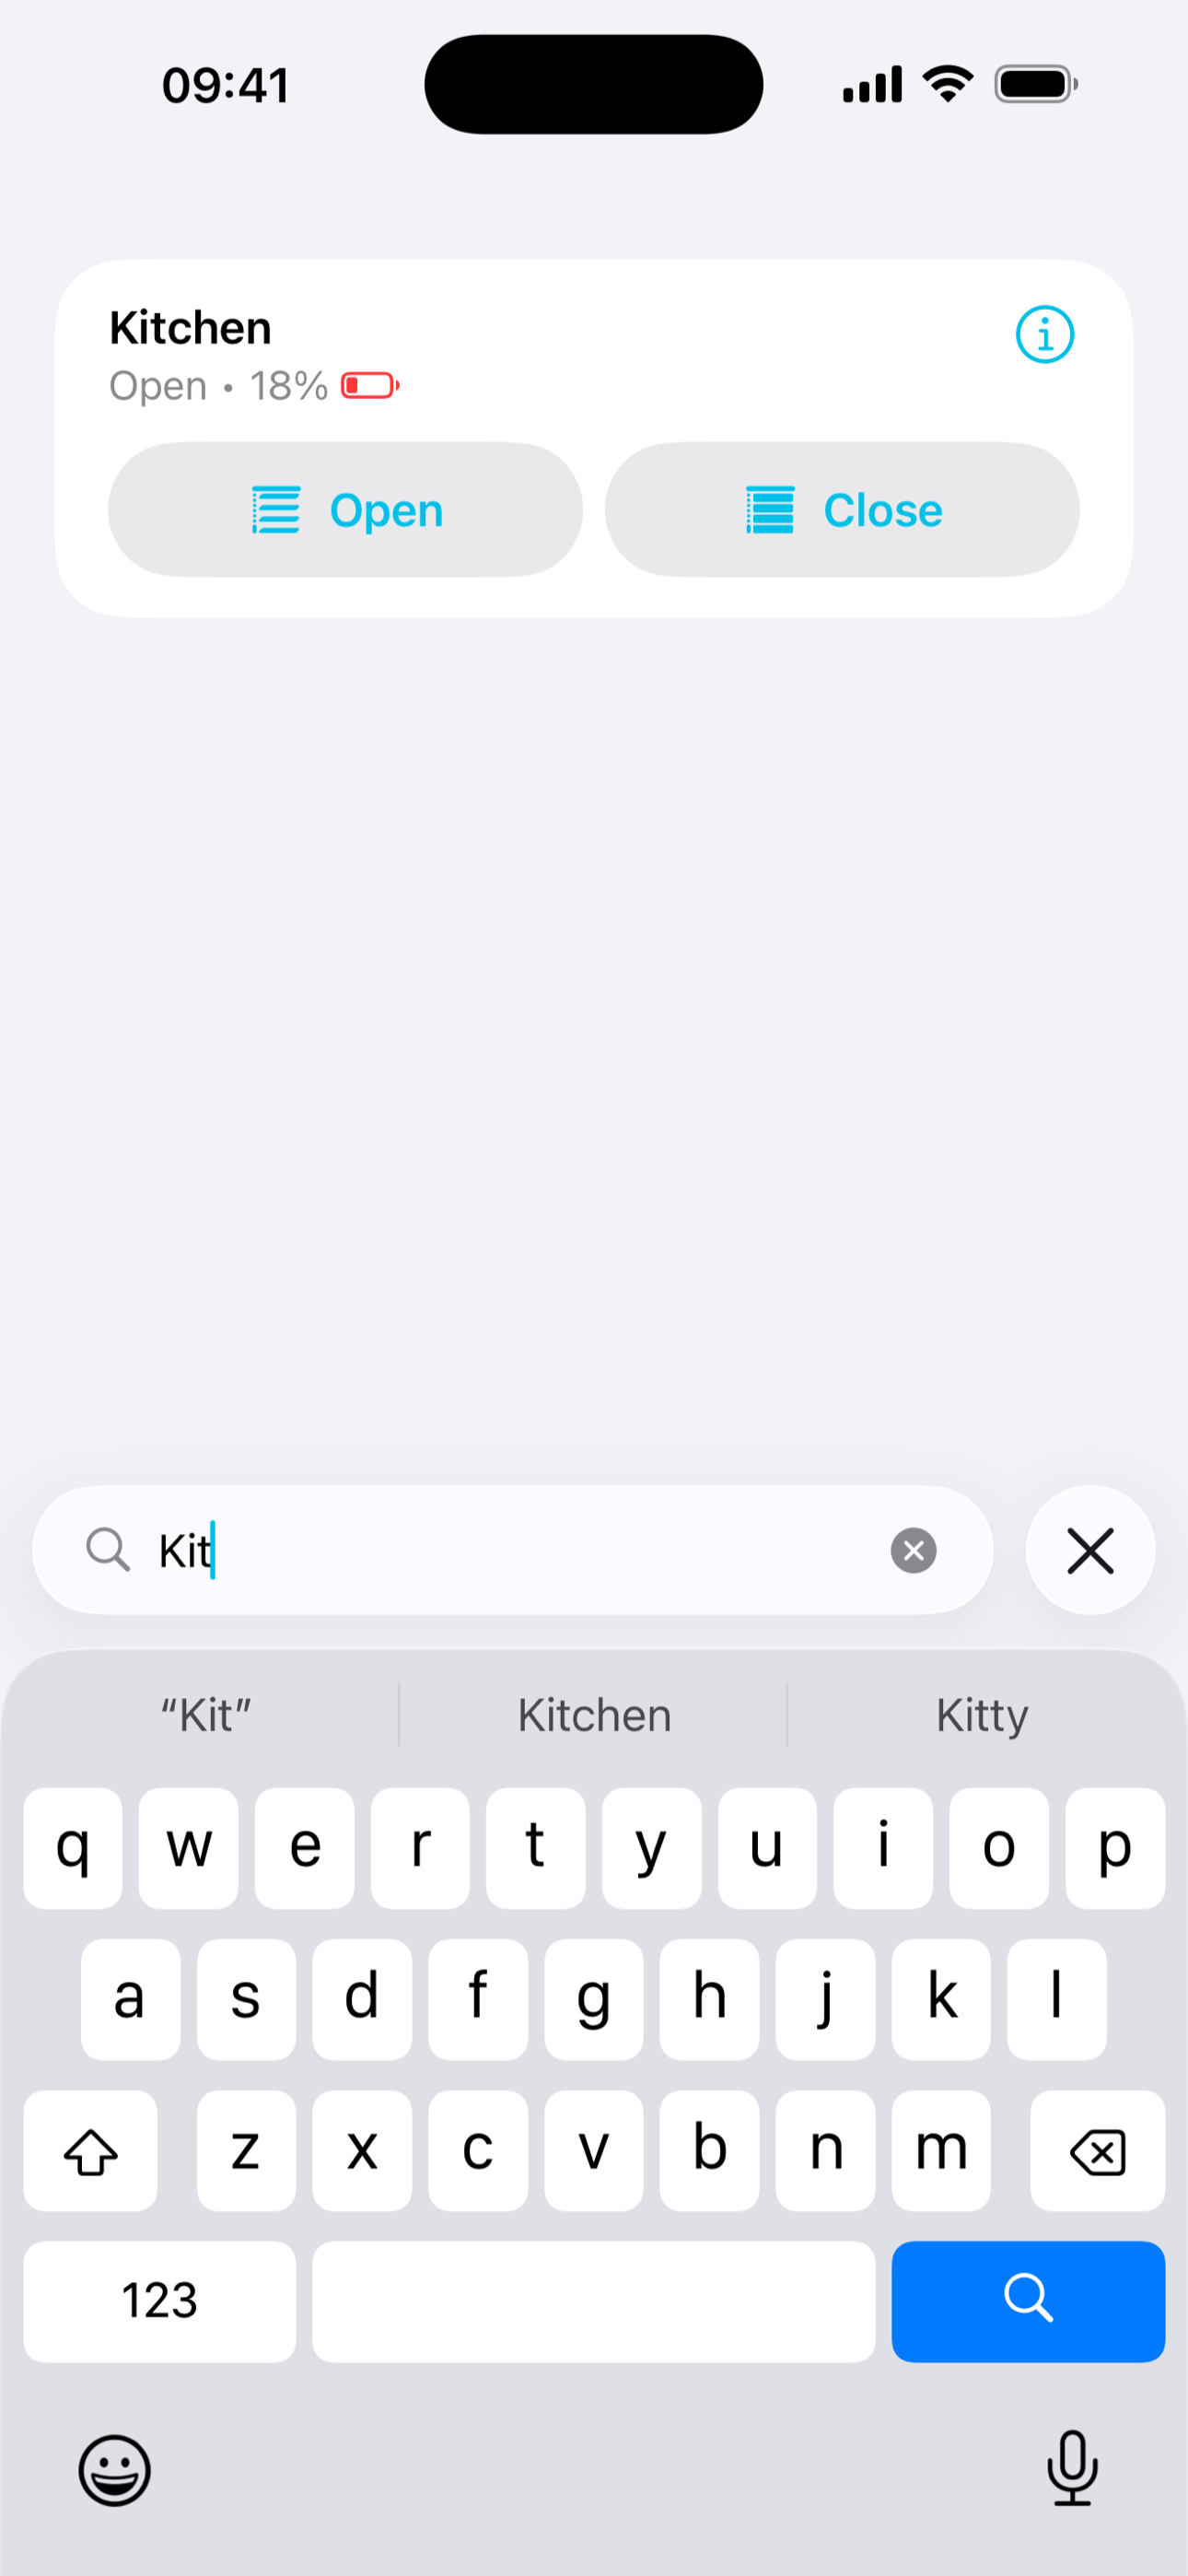 09:41
Kitchen
Open • 18%
Open
Close
Kit
“Kit” Kitchen Kitty
q w e r t y u i o p
a s d f g h j k l
z x c v b n m
123